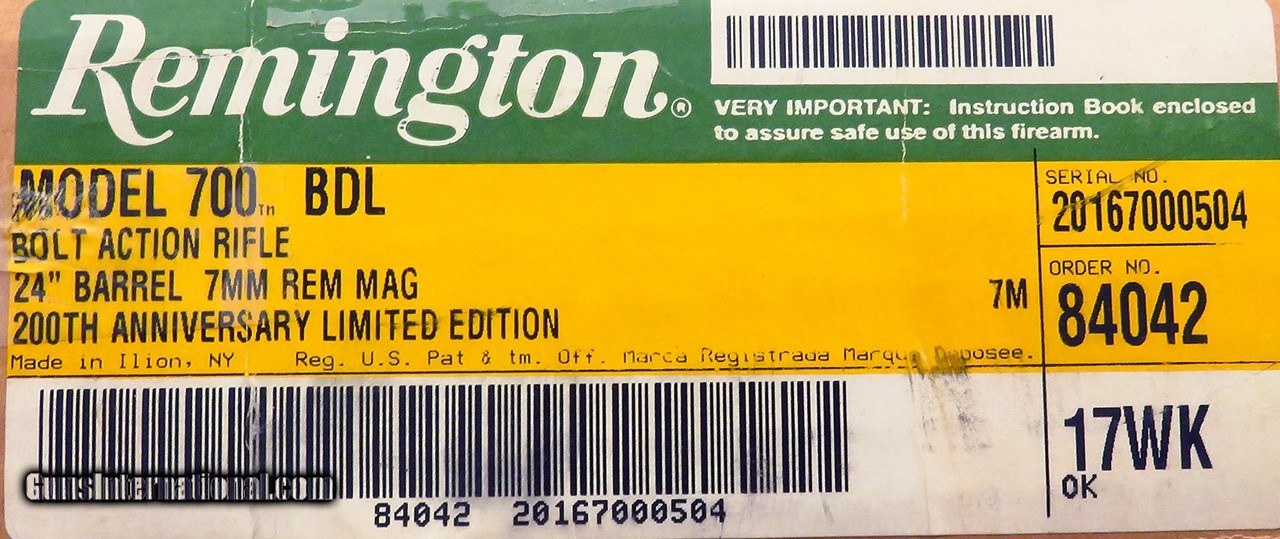 Remington®
VERY IMPORTANT: Instruction Book enclosed
to assure safe use of this firearm.
MODEL 700™ BDL
BOLT ACTION RIFLE
24" BARREL 7MM REM MAG
7M
200TH ANNIVERSARY LIMITED EDITION
Made in Ilion, NY Reg. U.S. Pat & tm. Off. Marca Registrada Marque Deposee.
SERIAL NO.
20167000504
ORDER NO.
84042
17WK
OK
84042 20167000504
GunsInternational.com